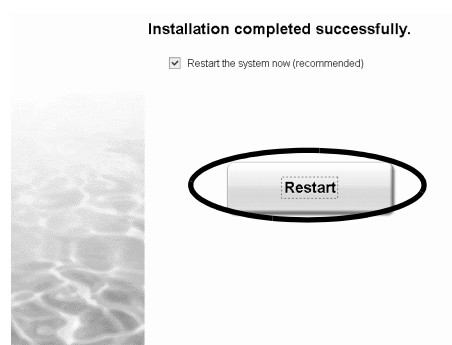 Installation completed successfully.
Restart the system now (recommended)
Restart